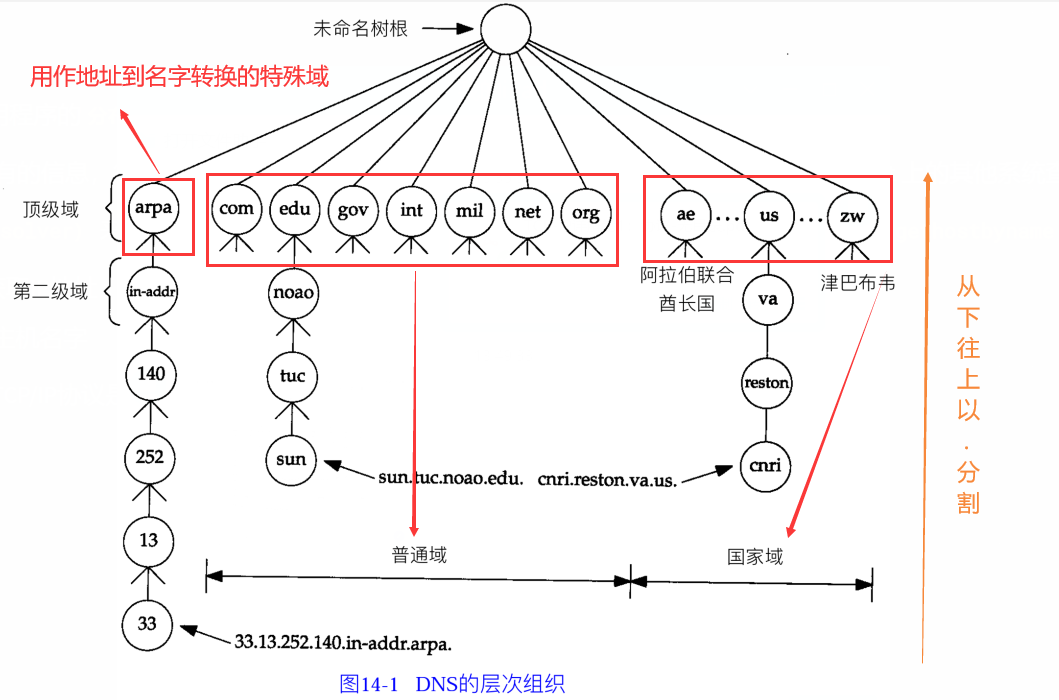 未命名树根
用作地址到名字转换的特殊域
顶级域
arpa
com
edu
gov
int
mil
net
org
ae
...
us
...
zw
阿拉伯联合
酋长国
津巴布韦
第二级域
in-addr
noao
va
140
tuc
reston
252
sun
cnri
sun.tuc.noao.edu.
cnri.reston.va.us.
13
33
33.13.252.140.in-addr.arpa.
普通域
国家域
从
下
往
上
以
.
分
割
图14-1 DNS的层次组织